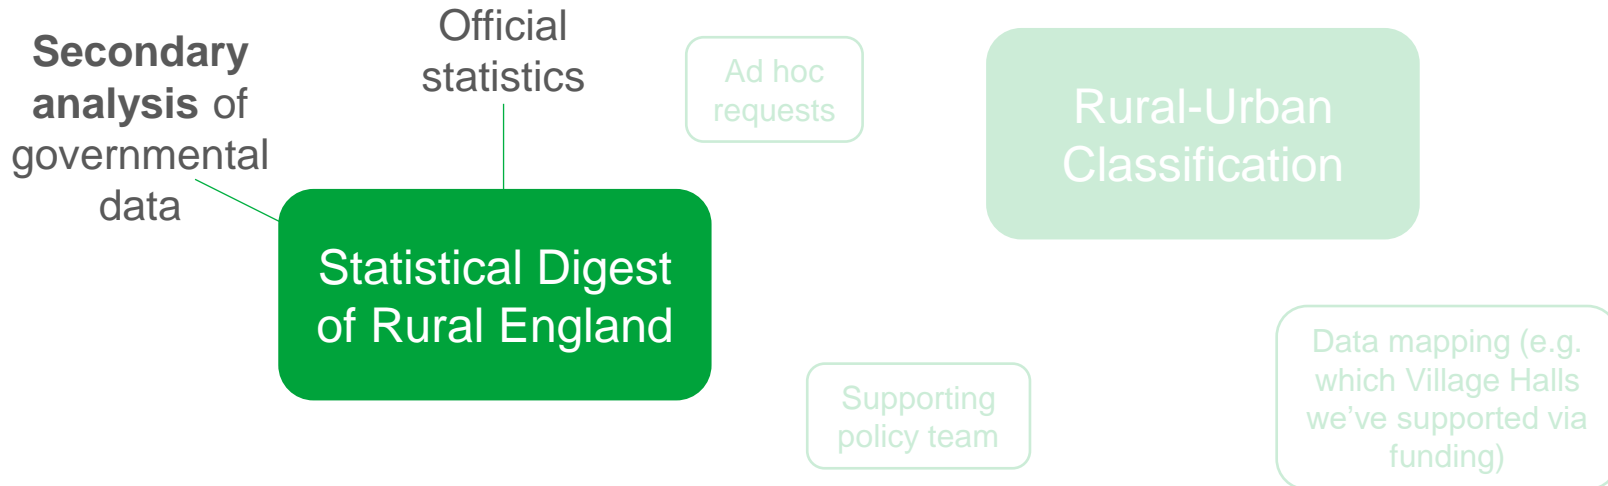 Secondary
analysis of
governmental
data
Official
statistics
Statistical Digest
of Rural England
Ad hoc
requests
Rural-Urban
Classification
Supporting
policy team
Data mapping (e.g.
which Village Halls
we’ve supported via
funding)